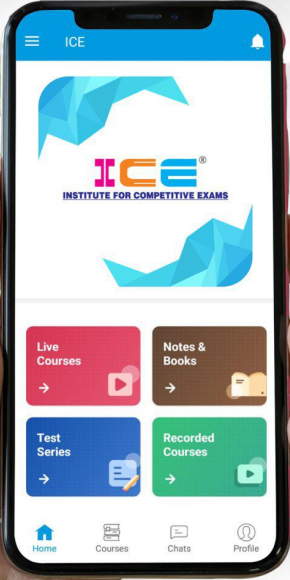 ICE
ICE®
INSTITUTE FOR COMPETITIVE EXAMS
Live
Courses
Notes &
Books
Test
Series
Recorded
Courses
Home
Courses
Chats
Profile